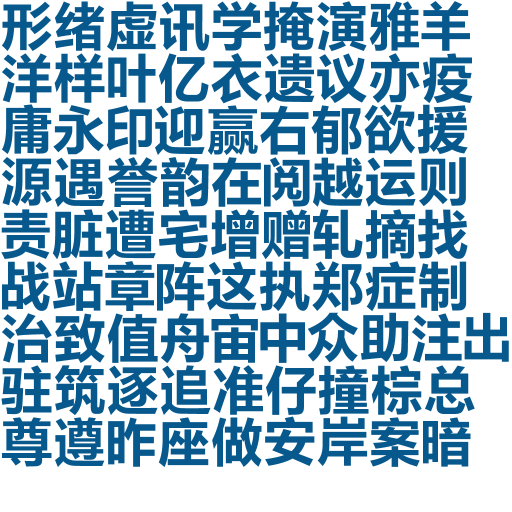 形绪虚讯学掩演雅羊
洋样叶亿衣遗议亦疫
庸永印迎赢右郁欲援
源遇誉韵在阅越运则
责脏遭宅增赠轧摘找
战站章阵这执郑症制
治致值舟宙中众助注出
驻筑逐追准仔撞棕总
尊遵昨座做安岸案暗